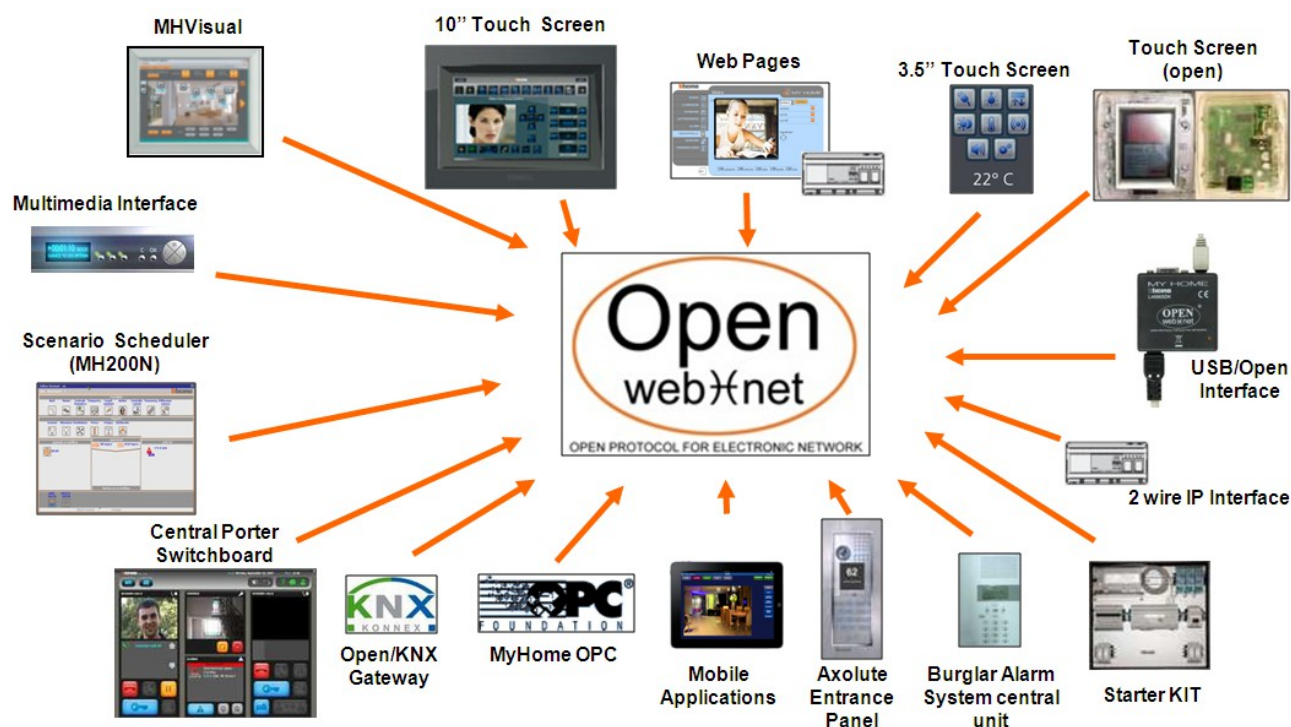 MHVisual
10” Touch Screen
Web Pages
3.5” Touch Screen
Touch Screen
(open)
22° C
Multimedia Interface
MY HOME
OPEN
web net
USB/Open
Interface
Scenario Scheduler
(MH200N)
Open
web net
OPEN PROTOCOL FOR ELECTRONIC NETWORK
2 wire IP Interface
Central Porter
Switchboard
KNX
KONNEX
Open/KNX
Gateway
OPC®
FOUNDATION
MyHome OPC
Mobile
Applications
62
Axolute
Entrance
Panel
Burglar Alarm
System central
unit
Starter KIT